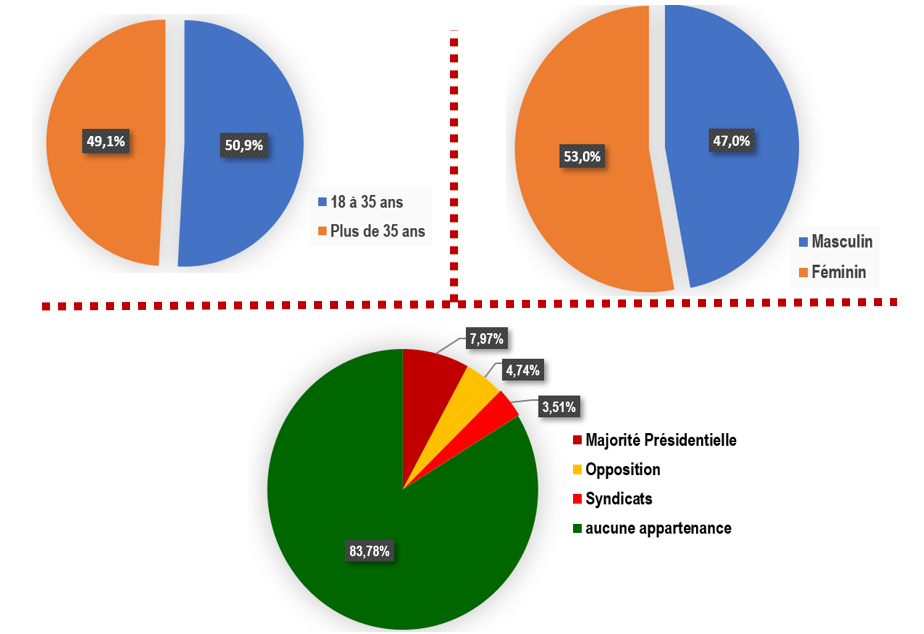 49,1%
50,9%
18 à 35 ans
Plus de 35 ans
53,0%
47,0%
Masculin
Féminin
7,97%
4,74%
3,51%
83,78%
Majorité Présidentielle
Opposition
Syndicats
aucune appartenance